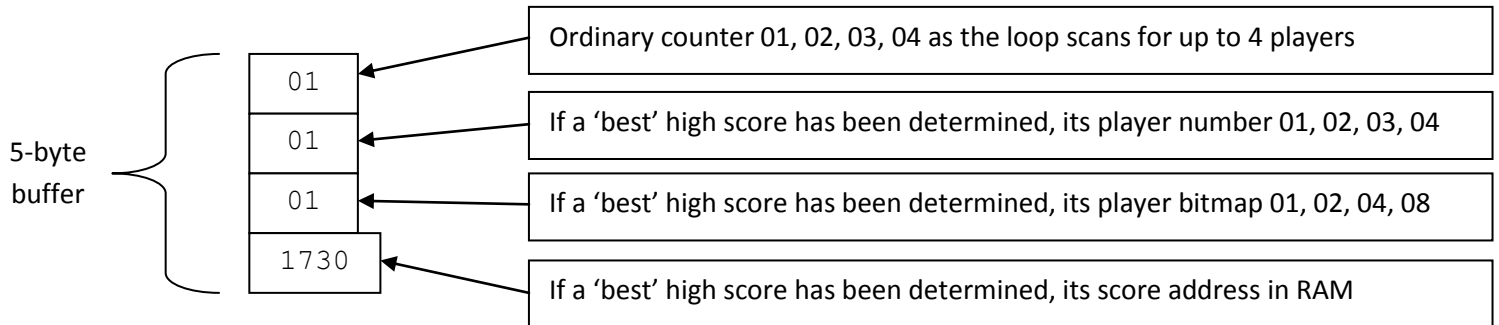 Ordinary counter 01, 02, 03, 04 as the loop scans for up to 4 players
01
If a ‘best’ high score has been determined, its player number 01, 02, 03, 04
01
5-byte
buffer
If a ‘best’ high score has been determined, its player bitmap 01, 02, 04, 08
01
1730
If a ‘best’ high score has been determined, its score address in RAM